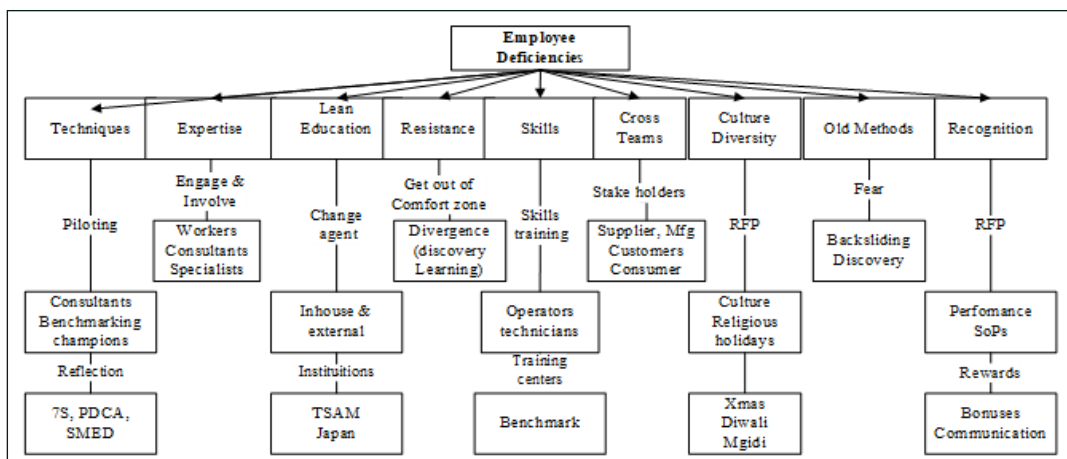 Employee
Deficiencies
Techniques
Expertise
Lean
Education
Resistance
Skills
Cross
Teams
Culture
Diversity
Old Methods
Recognition
Engage &
Involve
Get out of
Comfort zone
Stake holders
Fear
Piloting
Change
agent
Skills
training
RFP
RFP
Workers
Consultants
Specialists
Divergence
(discovery
Learning)
Supplier, Mfg
Customers
Consumer
Backsliding
Discovery
Consultants
Benchmarking
champions
Inhouse &
external
Operators
technicians
Culture
Religious
holidays
Perfomance
SoPs
Reflection
Instituitions
Training
centers
Rewards
7S, PDCA,
SMED
TSAM
Japan
Benchmark
Xmas
Diwali
Mgidi
Bonuses
Communication